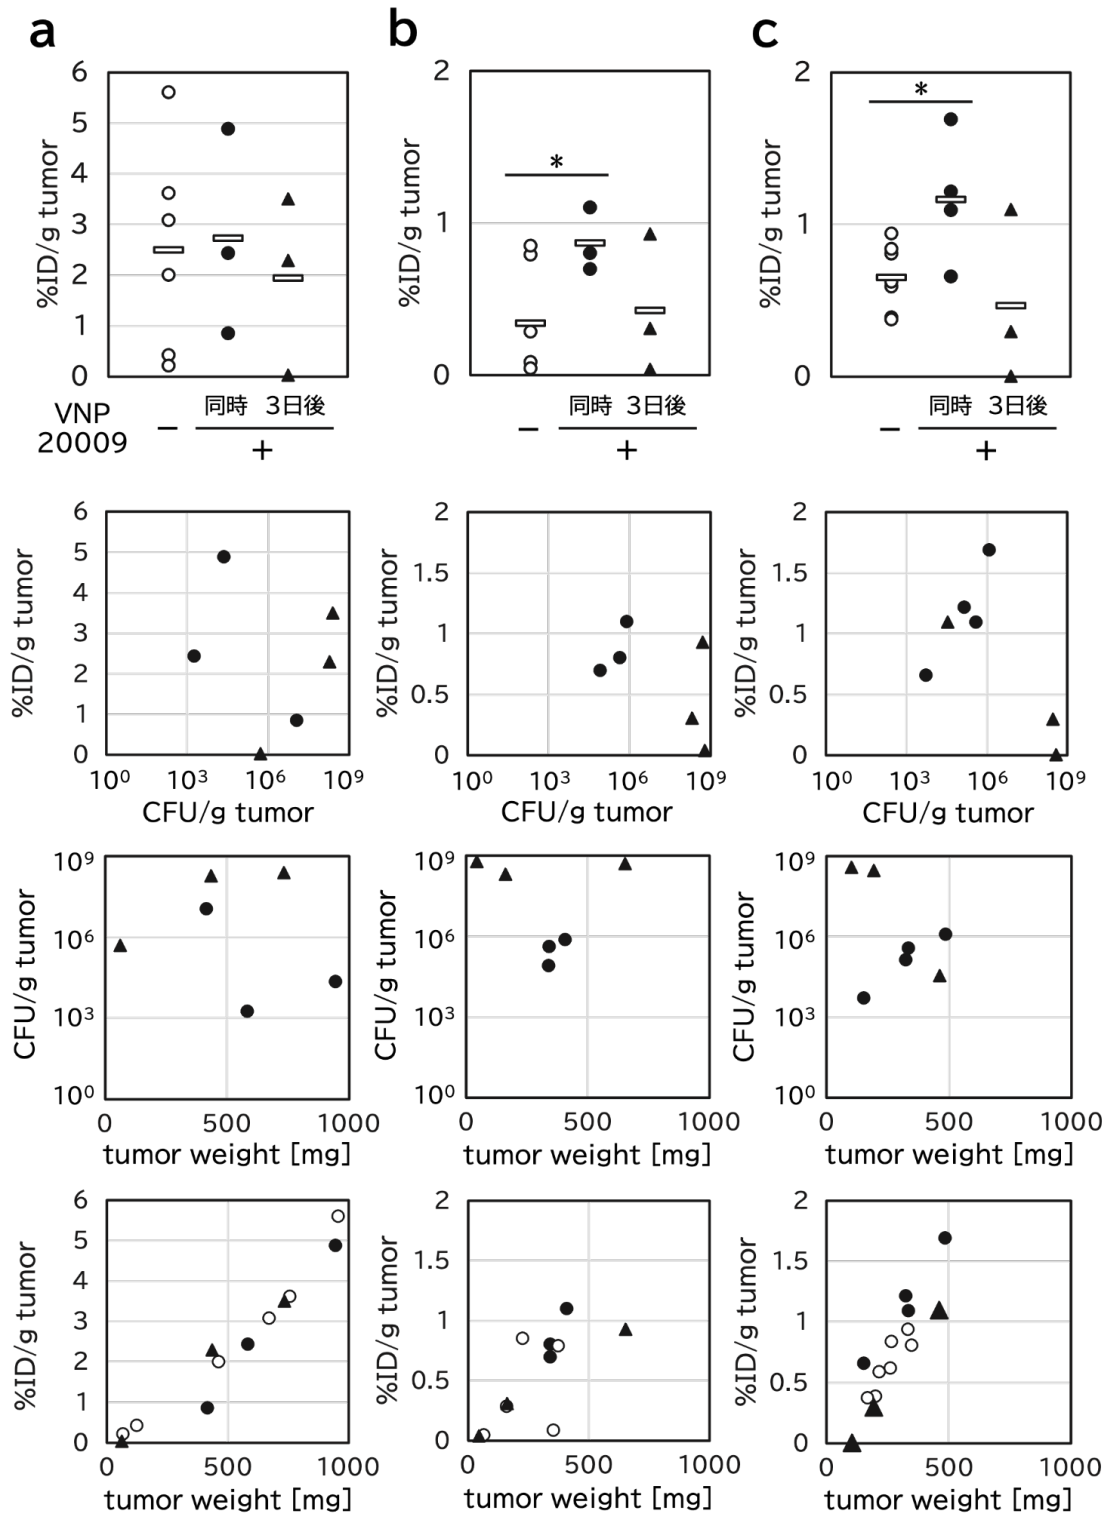 a
b
c
6
5
4
3
2
1
0
%ID/g tumor
2
1
0
%ID/g tumor
*
2
1
0
%ID/g tumor
*
VNP
20009
−
同時 3日後
+
−
同時 3日後
+
−
同時 3日後
+
6
5
4
3
2
1
0
%ID/g tumor
10⁰ 10³ 10⁶ 10⁹
CFU/g tumor
2
1.5
1
0.5
0
%ID/g tumor
10⁰ 10³ 10⁶ 10⁹
CFU/g tumor
2
1.5
1
0.5
0
%ID/g tumor
10⁰ 10³ 10⁶ 10⁹
CFU/g tumor
10⁹
10⁶
10³
10⁰
CFU/g tumor
0 500 1000
tumor weight [mg]
10⁹
10⁶
10³
10⁰
CFU/g tumor
0 500 1000
tumor weight [mg]
10⁹
10⁶
10³
10⁰
CFU/g tumor
0 500 1000
tumor weight [mg]
6
5
4
3
2
1
0
%ID/g tumor
0 500 1000
tumor weight [mg]
2
1.5
1
0.5
0
%ID/g tumor
0 500 1000
tumor weight [mg]
2
1.5
1
0.5
0
%ID/g tumor
0 500 1000
tumor weight [mg]